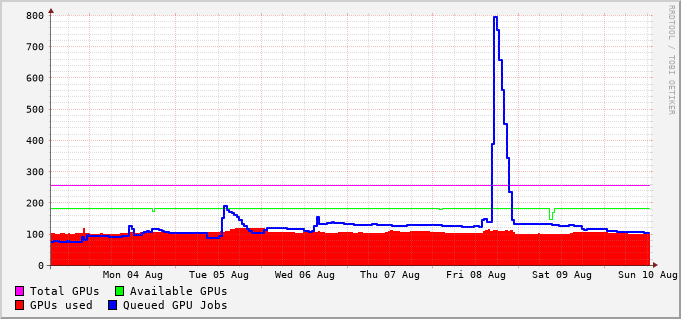 800
700
600
500
400
300
200
100
0
Mon 04 Aug Tue 05 Aug Wed 06 Aug Thu 07 Aug Fri 08 Aug Sat 09 Aug Sun 10 Aug
Total GPUs Available GPUs
GPUs used Queued GPU Jobs
RRDTOOL / TOBI OETIKER